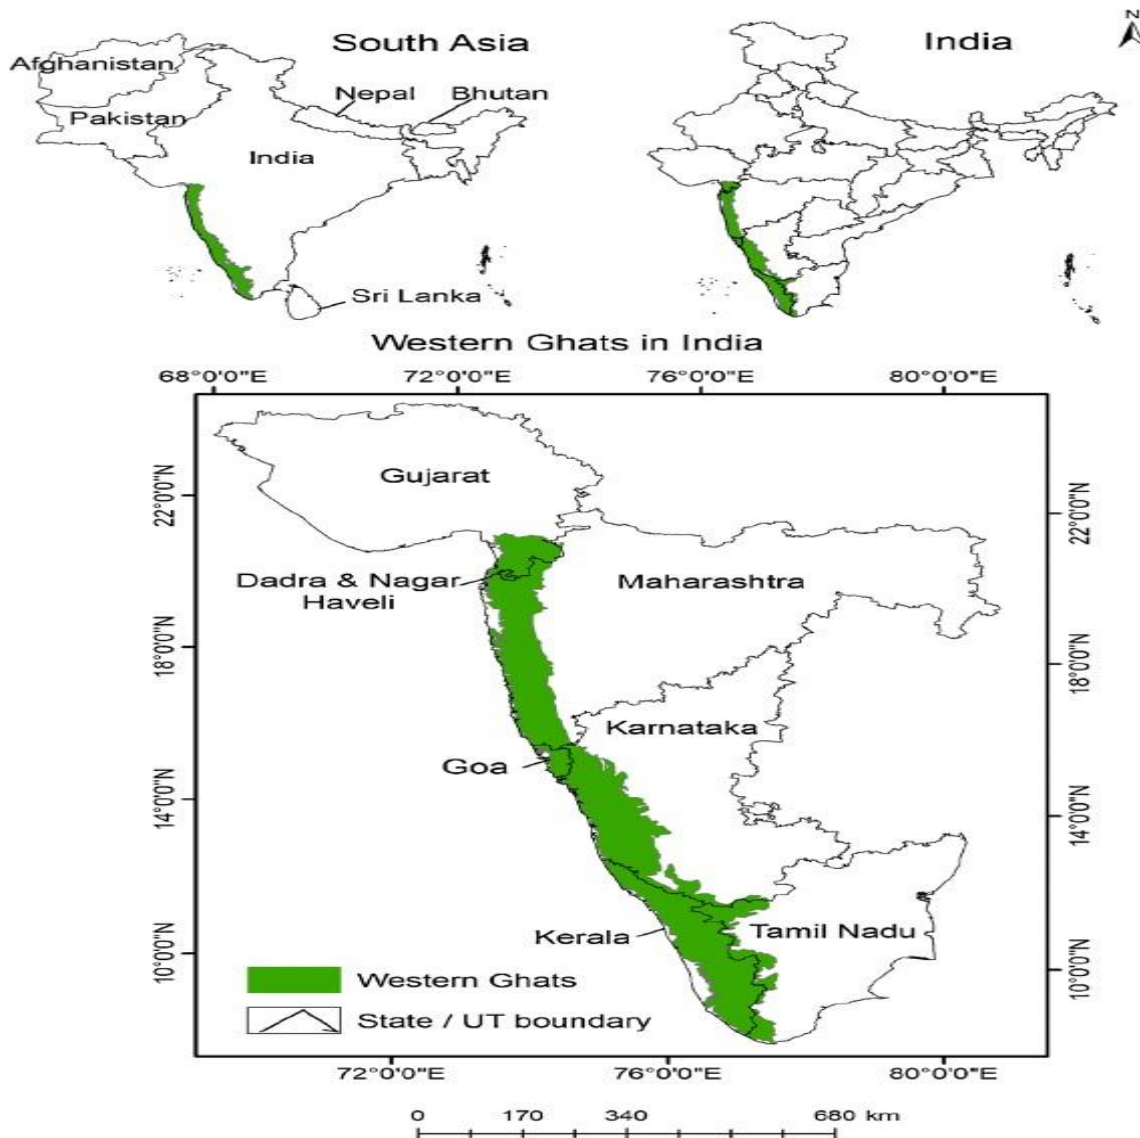 South Asia
Afghanistan
Pakistan
Nepal
Bhutan
India
Sri Lanka
India
N
Western Ghats in India
68°0'0"E 72°0'0"E 76°0'0"E 80°0'0"E
22°0'0"N
18°0'0"N
14°0'0"N
10°0'0"N
Gujarat
Dadra & Nagar
Haveli
Maharashtra
Karnataka
Goa
Kerala
Tamil Nadu
Western Ghats
State / UT boundary
22°0'0"N
18°0'0"N
14°0'0"N
10°0'0"N
72°0'0"E 76°0'0"E 80°0'0"E
0 170 340 680 km